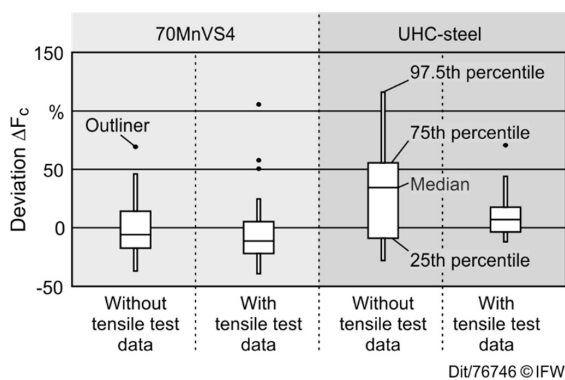 70MnVS4
UHC-steel
150
%
50
0
-50
Deviation ΔFc
Outliner
97.5th percentile
75th percentile
Median
25th percentile
Without
tensile test
data
With
tensile test
data
Without
tensile test
data
With
tensile test
data
Dit/76746 © IFW